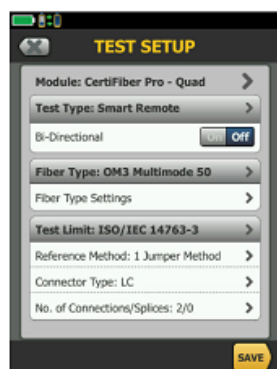 TEST SETUP
Module: CertiFiber Pro - Quad
Test Type: Smart Remote
Bi-Directional On Off
Fiber Type: OM3 Multimode 50
Fiber Type Settings
Test Limit: ISO/IEC 14763-3
Reference Method: 1 Jumper Method
Connector Type: LC
No. of Connections/Splices: 2/0
SAVE